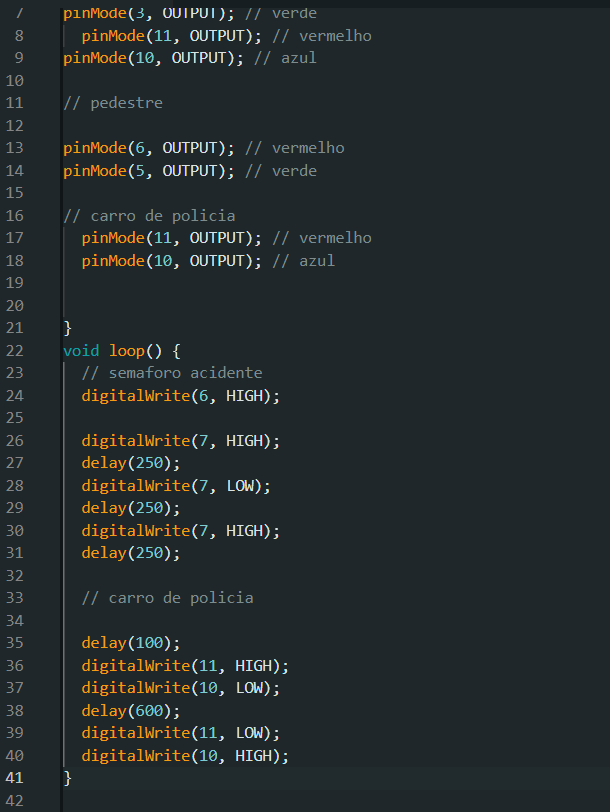 7 pinMode(3, OUTPUT); // verde
8 pinMode(11, OUTPUT); // vermelho
9 pinMode(10, OUTPUT); // azul
10
11 // pedestre
12
13 pinMode(6, OUTPUT); // vermelho
14 pinMode(5, OUTPUT); // verde
15
16 // carro de policia
17 pinMode(11, OUTPUT); // vermelho
18 pinMode(10, OUTPUT); // azul
19
20
21 }
22 void loop() {
23 // semaforo acidente
24 digitalWrite(6, HIGH);
25
26 digitalWrite(7, HIGH);
27 delay(250);
28 digitalWrite(7, LOW);
29 delay(250);
30 digitalWrite(7, HIGH);
31 delay(250);
32
33 // carro de policia
34
35 delay(100);
36 digitalWrite(11, HIGH);
37 digitalWrite(10, LOW);
38 delay(600);
39 digitalWrite(11, LOW);
40 digitalWrite(10, HIGH);
41 }
42